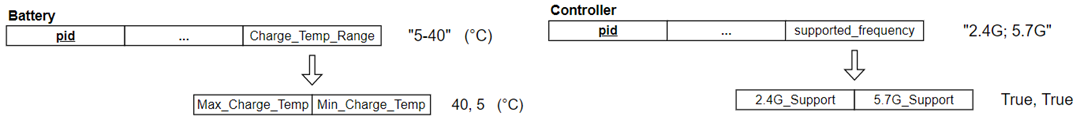 Battery
pid ... Charge_Temp_Range "5-40" (°C)
Max_Charge_Temp Min_Charge_Temp 40, 5 (°C)
Controller
pid ... supported_frequency "2.4G; 5.7G"
2.4G_Support 5.7G_Support True, True